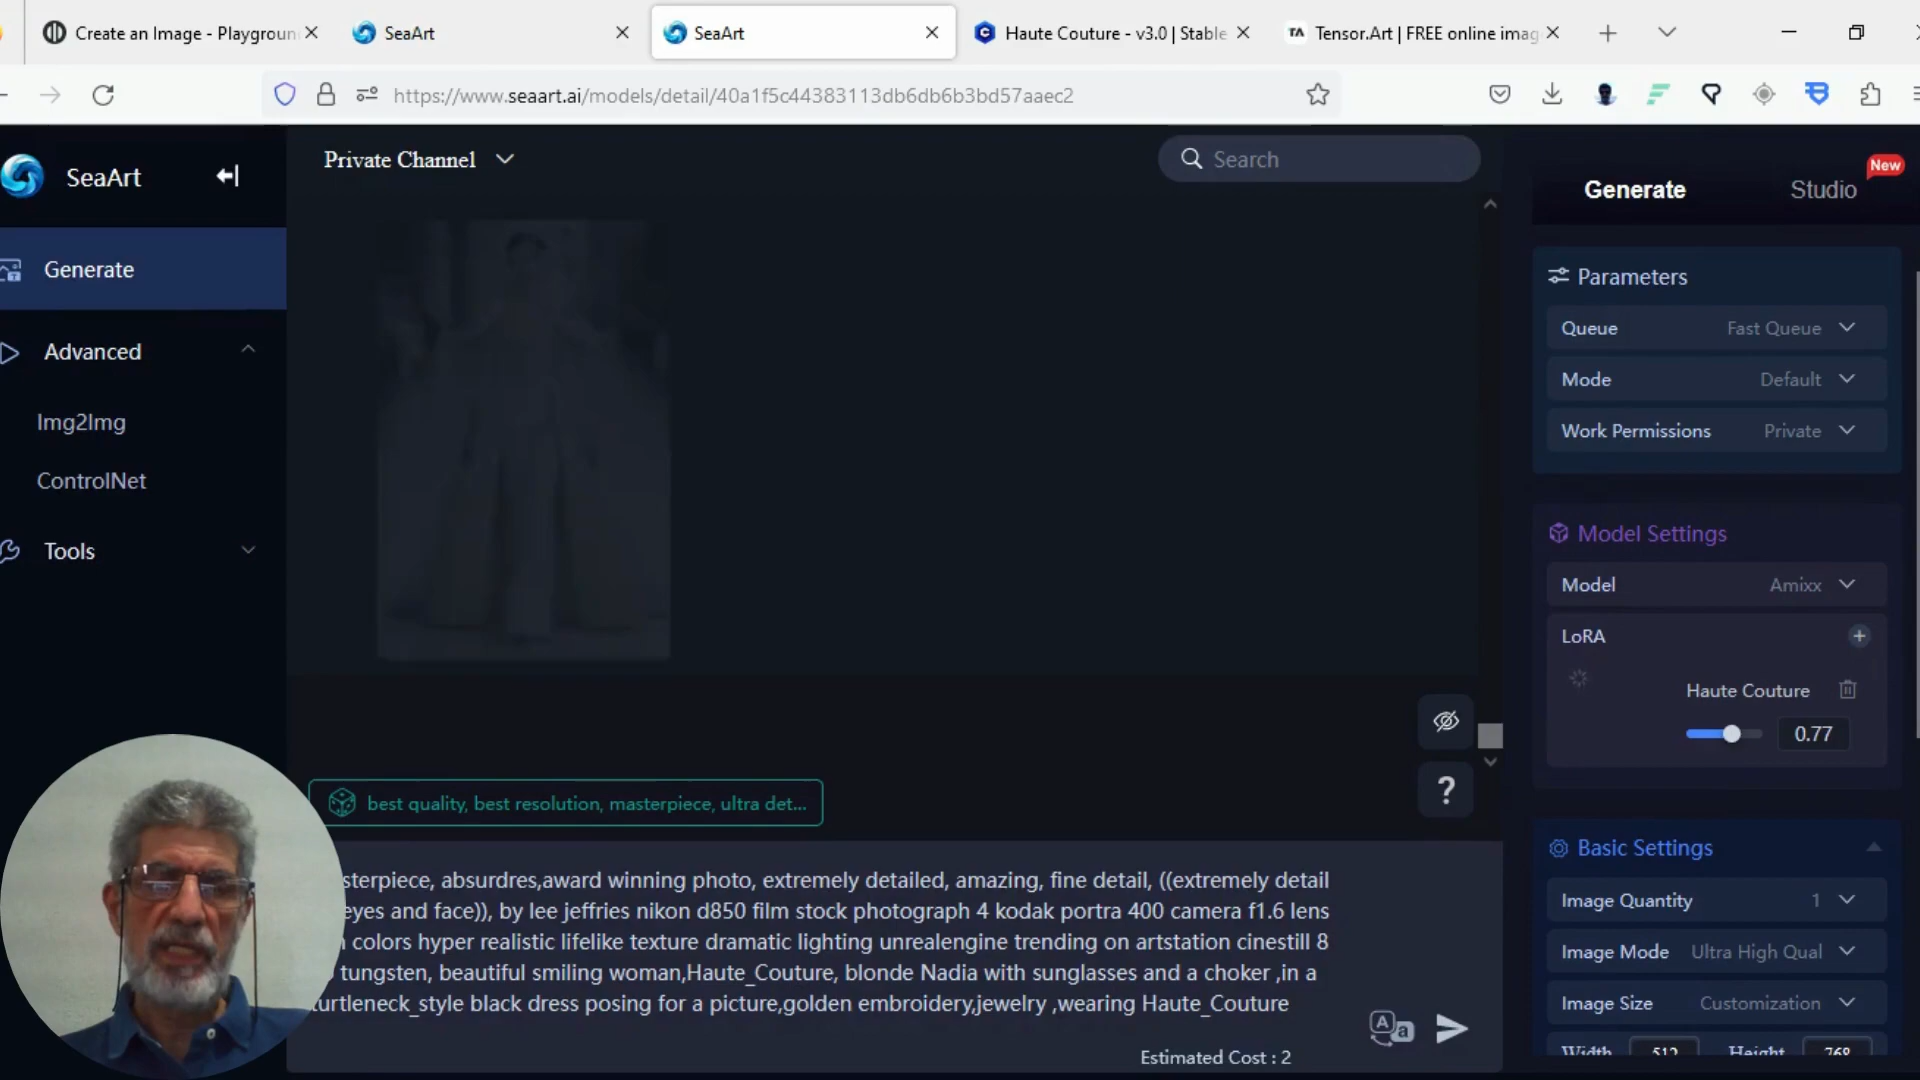 Create an Image - Playgroun
SeaArt
SeaArt
Haute Couture - v3.0 | Stable
TA Tensor.Art | FREE online imag
https://www.seaart.ai/models/detail/40a1f5c44383113db6db6b3bd57aaec2
SeaArt
Private Channel
Search
New
Generate
Studio
Generate
Advanced
Img2Img
ControlNet
Tools
Parameters
Queue Fast Queue
Mode Default
Work Permissions Private
Model Settings
Model Amixx
LoRA
Haute Couture
0.77
?
best quality, best resolution, masterpiece, ultra det...
Basic Settings
Image Quantity 1
Image Mode Ultra High Qual
Image Size Customization
Width 512 Height 768
sterpiece, absurdres,award winning photo, extremely detailed, amazing, fine detail, ((extremely detail
eyes and face)), by lee jeffries nikon d850 film stock photograph 4 kodak portra 400 camera f1.6 lens
colors hyper realistic lifelike texture dramatic lighting unrealengine trending on artstation cinestill 8
tungsten, beautiful smiling woman,Haute_Couture, blonde Nadia with sunglasses and a choker ,in a
turtleneck_style black dress posing for a picture,golden embroidery,jewelry ,wearing Haute_Couture
A a
Estimated Cost : 2